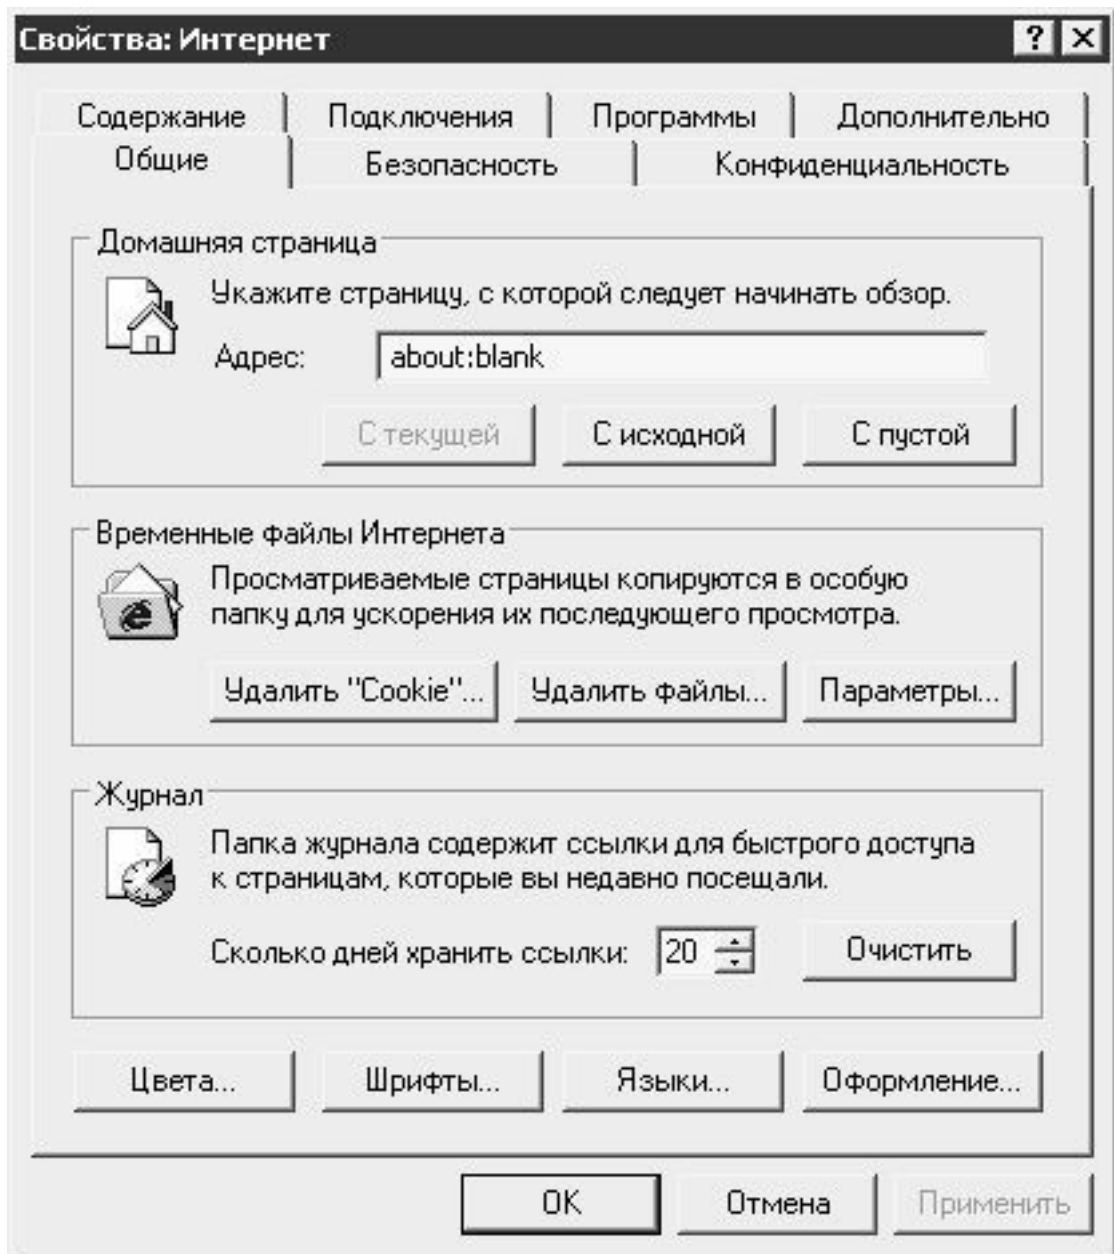 Свойства: Интернет
Содержание Подключения Программы Дополнительно
Общие Безопасность Конфиденциальность
Домашняя страница
Укажите страницу, с которой следует начинать обзор.
Адрес: about:blank
С текущей С исходной С пустой
Временные файлы Интернета
Просматриваемые страницы копируются в особую
папку для ускорения их последующего просмотра.
Удалить "Cookie"... Удалить файлы... Параметры...
Журнал
Папка журнала содержит ссылки для быстрого доступа
к страницам, которые вы недавно посещали.
Сколько дней хранить ссылки: 20 Очистить
Цвета... Шрифты... Языки... Оформление...
OK Отмена Применить